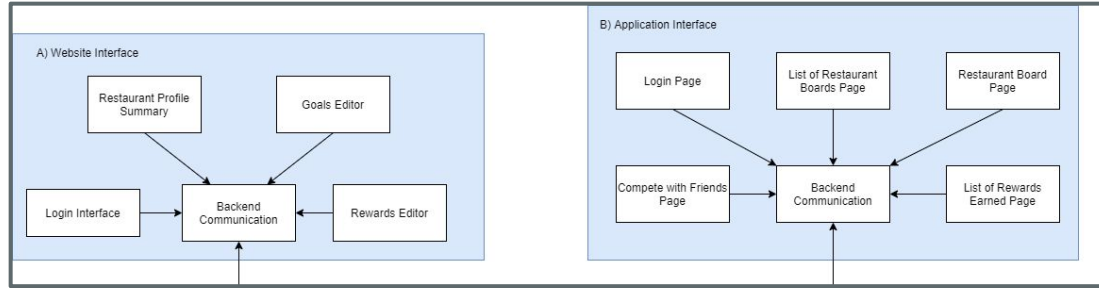 A) Website Interface
Restaurant Profile
Summary
Goals Editor
Login Interface
Backend
Communication
Rewards Editor
B) Application Interface
Login Page
List of Restaurant
Boards Page
Restaurant Board
Page
Compete with Friends
Page
Backend
Communication
List of Rewards
Earned Page